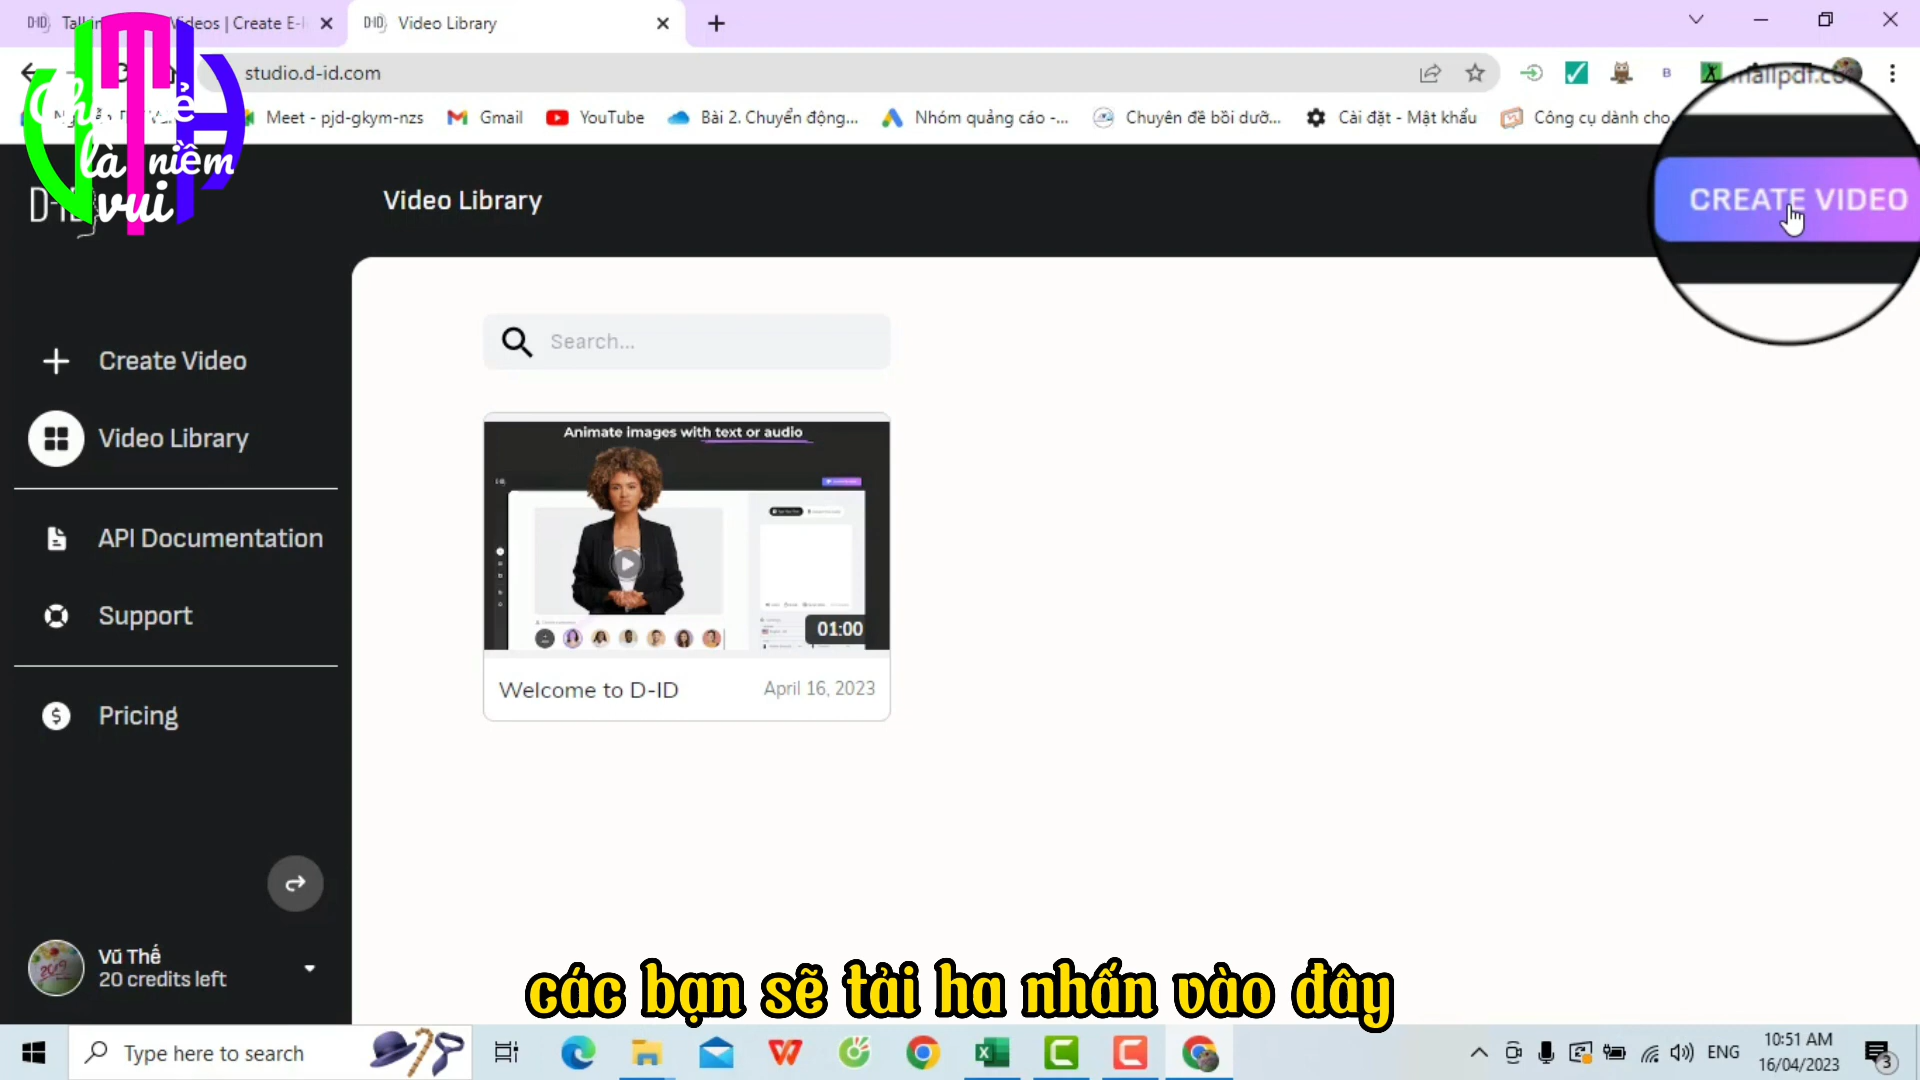 Video Library
studio.d-id.com
Meet - pjd-gkym-nzs
Gmail
YouTube
Bài 2. Chuyển động,...
Nhóm quảng cáo -...
Chuyên đề bồi dưỡ...
Cài đặt - Mật khẩu
Công cụ dành cho
là niềm
vui
Video Library
CREATE VIDEO
Search...
Create Video
Video Library
API Documentation
Support
Pricing
Animate images with text or audio
01:00
Welcome to D-ID
April 16, 2023
Vũ Thế
20 credits left
các bạn sẽ tải ha nhấn vào đây
Type here to search
ENG
10:51 AM
16/04/2023
3